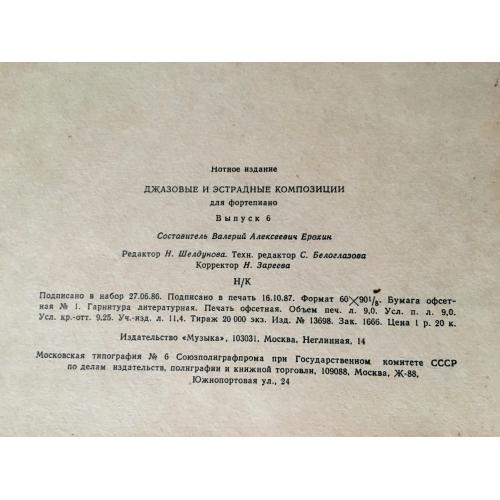 Нотное издание
ДЖАЗОВЫЕ И ЭСТРАДНЫЕ КОМПОЗИЦИИ
для фортепиано
Выпуск 6
Составитель Валерий Алексеевич Ерохин
Редактор Н. Шелдунова. Техн. редактор С. Белоглазова
Корректор Н. Зареева
Н/К
Подписано в набор 27.06.86. Подписано в печать 16.10.87. Формат 60×90 1/8. Бумага офсет-
ная № 1. Гарнитура литературная. Печать офсетная. Объем печ. л. 9,0. Усл. п. л. 9,0.
Усл. кр.-отт. 9,25. Уч.-изд. л. 11,4. Тираж 20 000 экз. Изд. № 13698. Зак. 1666. Цена 1 р. 20 к.
Издательство «Музыка», 103031, Москва, Неглинная, 14
Московская типография № 6 Союзполиграфпрома при Государственном комитете СССР
по делам издательств, полиграфии и книжной торговли, 109088, Москва, Ж-88,
Южнопортовая ул., 24